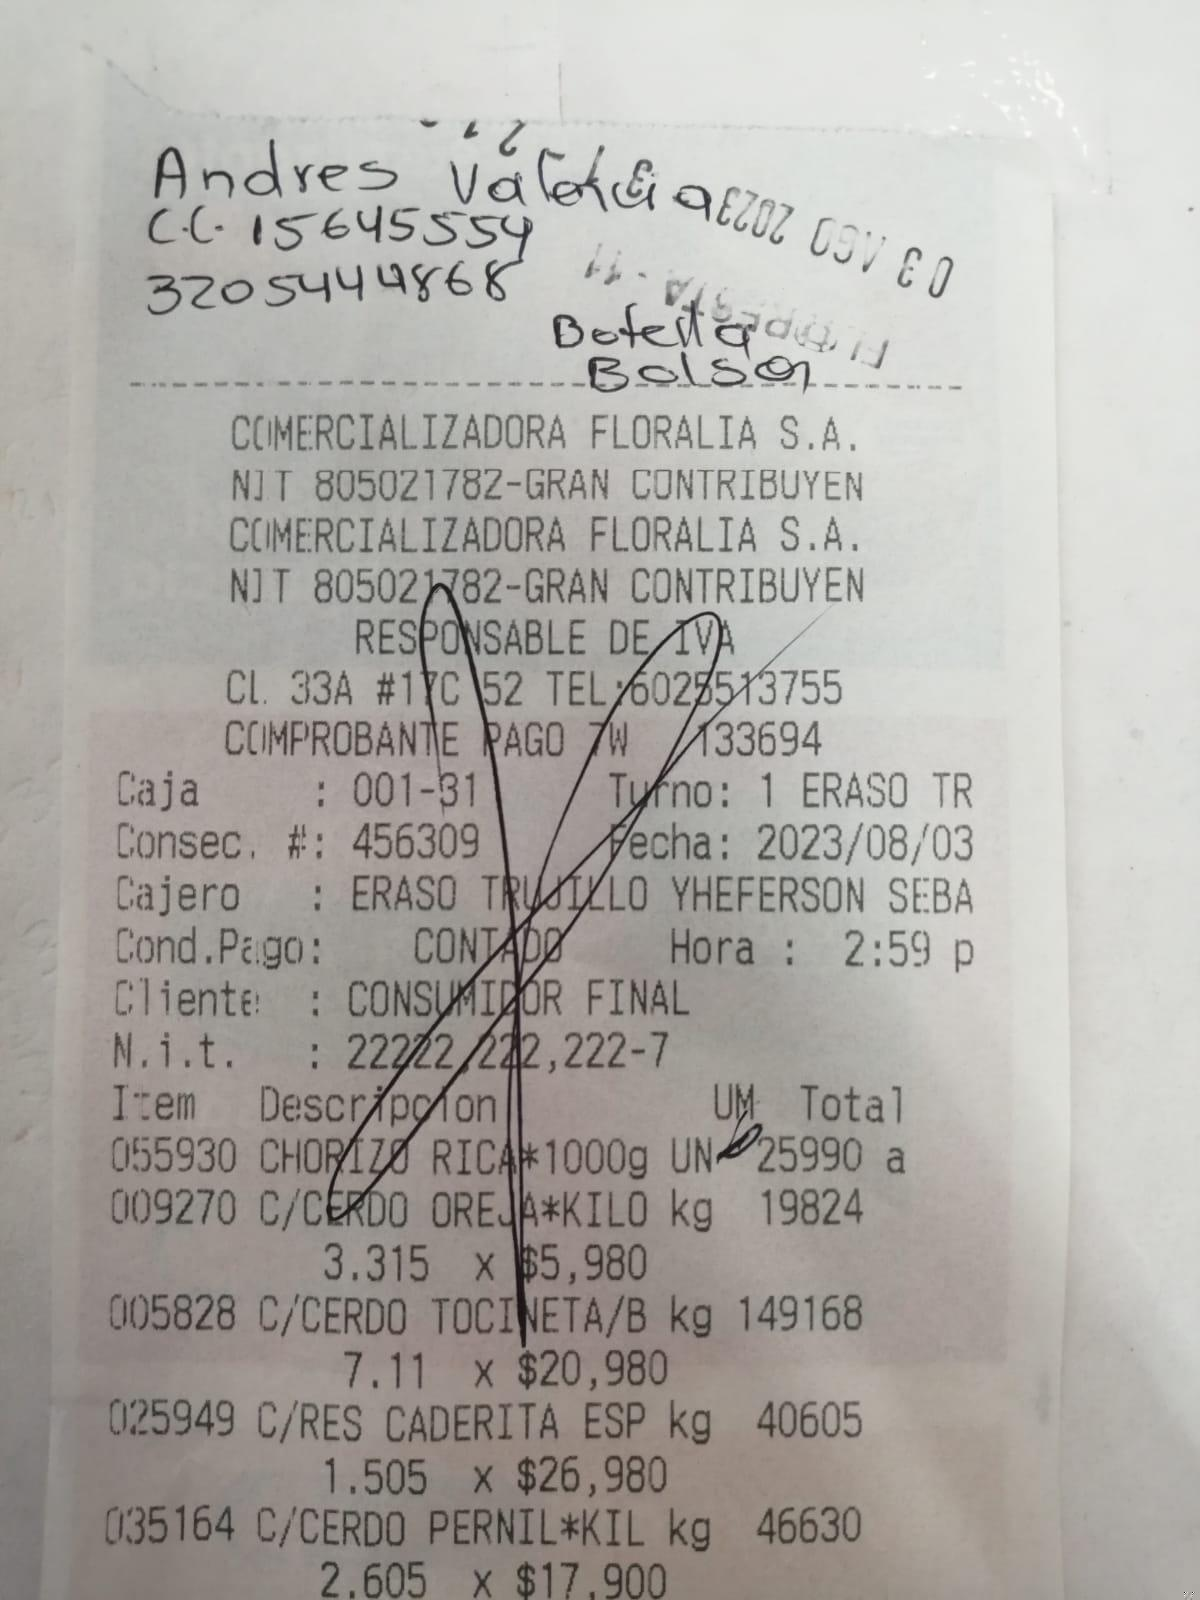 Andres Valencia
C.C. 15645554
3205444868
03 AGO 2023
FLORESTA - 11
Botella
Bolsa
COMERCIALIZADORA FLORALIA S.A.
NIT 805021782-GRAN CONTRIBUYEN
COMERCIALIZADORA FLORALIA S.A.
NIT 805021782-GRAN CONTRIBUYEN
RESPONSABLE DE IVA
Cl. 33A #17C 52 TEL:6025513755
COMPROBANTE PAGO 7W 133694
Caja : 001-31 Turno: 1 ERASO TR
Consec. #: 456309 Fecha: 2023/08/03
Cajero : ERASO TRUJILLO YHEFERSON SEBA
Cond.Pago: CONTADO Hora : 2:59 p
Cliente : CONSUMIDOR FINAL
N.i.t. : 22222,222,222-7
Item Descripcion UM Total
055930 CHORIZO RICA*1000g UN 25990 a
009270 C/CERDO OREJA*KILO kg 19824
3.315 x $5,980
005828 C/CERDO TOCINETA/B kg 149168
7.11 x $20,980
025949 C/RES CADERITA ESP kg 40605
1.505 x $26,980
035164 C/CERDO PERNIL*KIL kg 46630
2.605 x $17,900